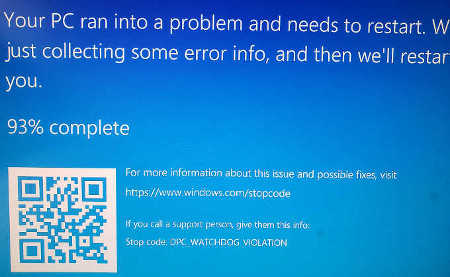 Your PC ran into a problem and needs to restart. W
just collecting some error info, and then we'll restar
you.
93% complete
For more information about this issue and possible fixes, visit
https://www.windows.com/stopcode
If you call a support person, give them this info:
Stop code: DPC_WATCHDOG_VIOLATION